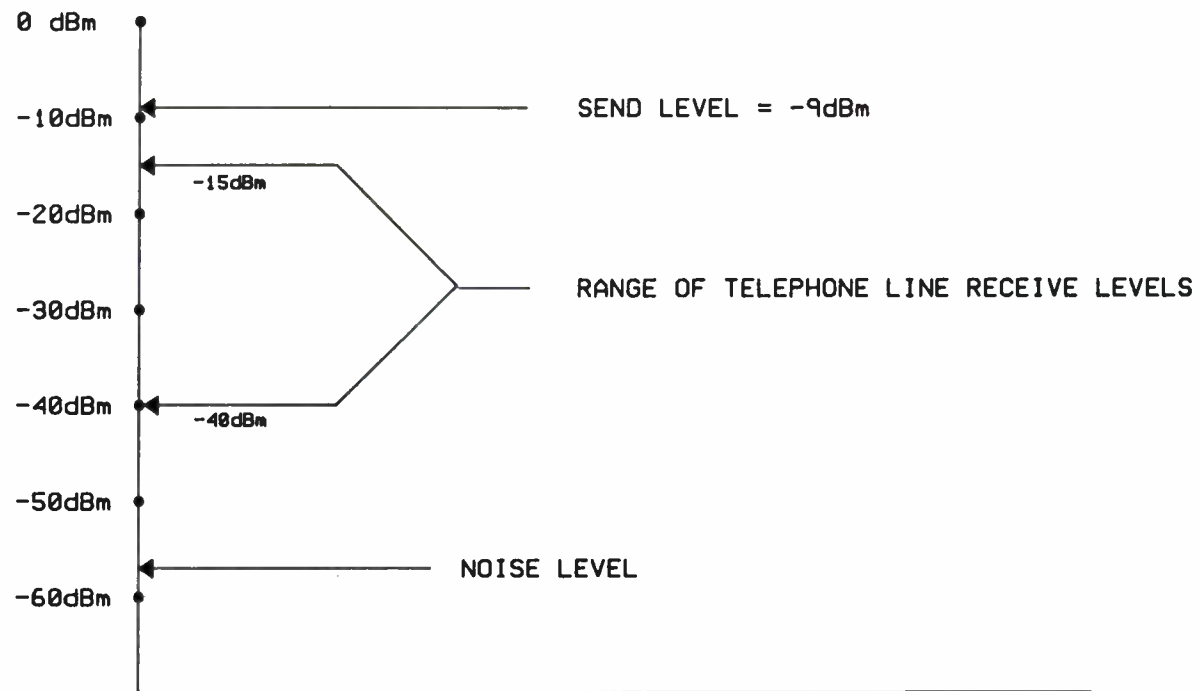 0 dBm
SEND LEVEL = -9dBm
-10dBm
-15dBm
-20dBm
RANGE OF TELEPHONE LINE RECEIVE LEVELS
-30dBm
-40dBm
-40dBm
-50dBm
NOISE LEVEL
-60dBm